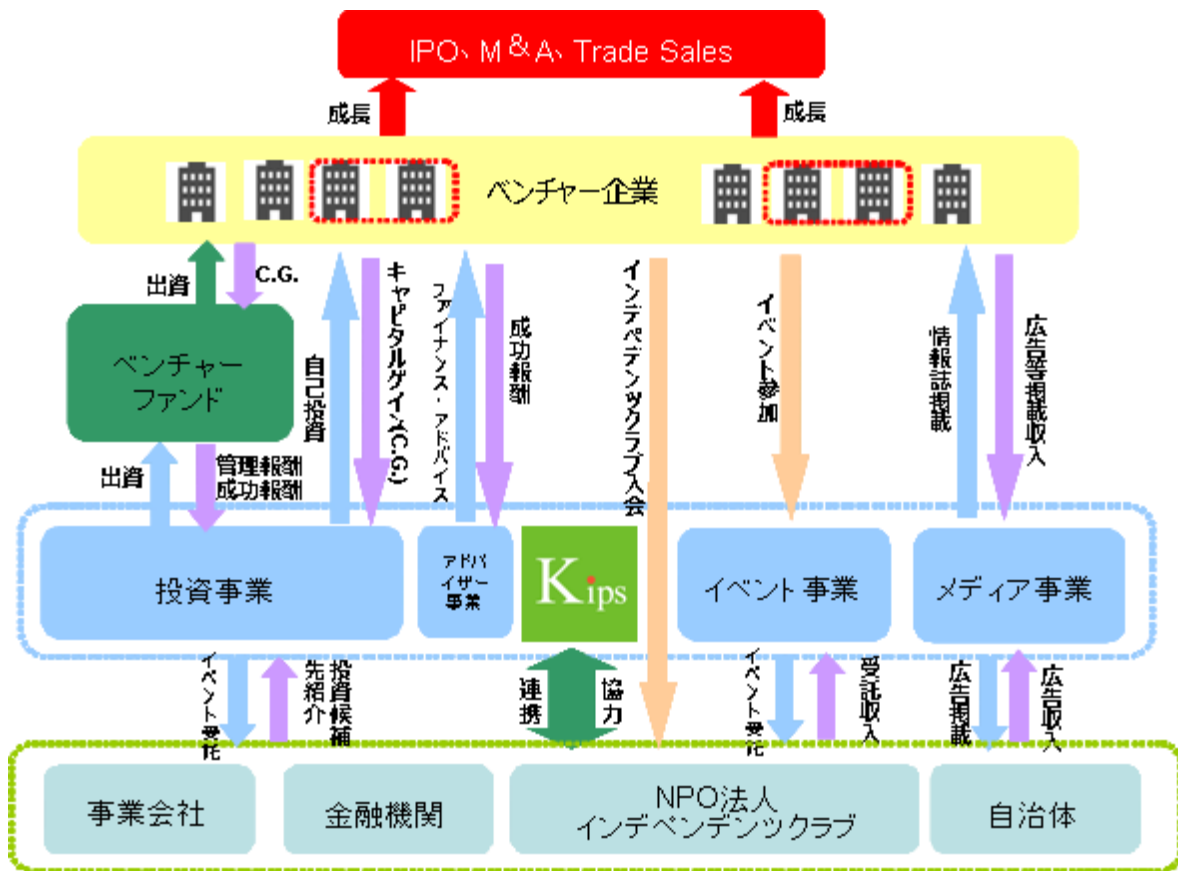 IPO、M&A、Trade Sales
成長
成長
ベンチャー企業
出資
C.G.
ベンチャー
ファンド
自己投資
キャピタルゲイン(C.G.)
ファイナンス・アドバイス
成功報酬
インデペデンツクラブ入会
イベント参加
情報誌掲載
広告等掲載収入
出資
管理報酬
成功報酬
投資事業
アドバ
イザー
事業
Kips
イベント事業
メディア事業
イベント受託
投資候補
先紹介
連携
協力
イベント受託
受託収入
広告掲載
広告収入
事業会社
金融機関
NPO法人
インデペンデンツクラブ
自治体